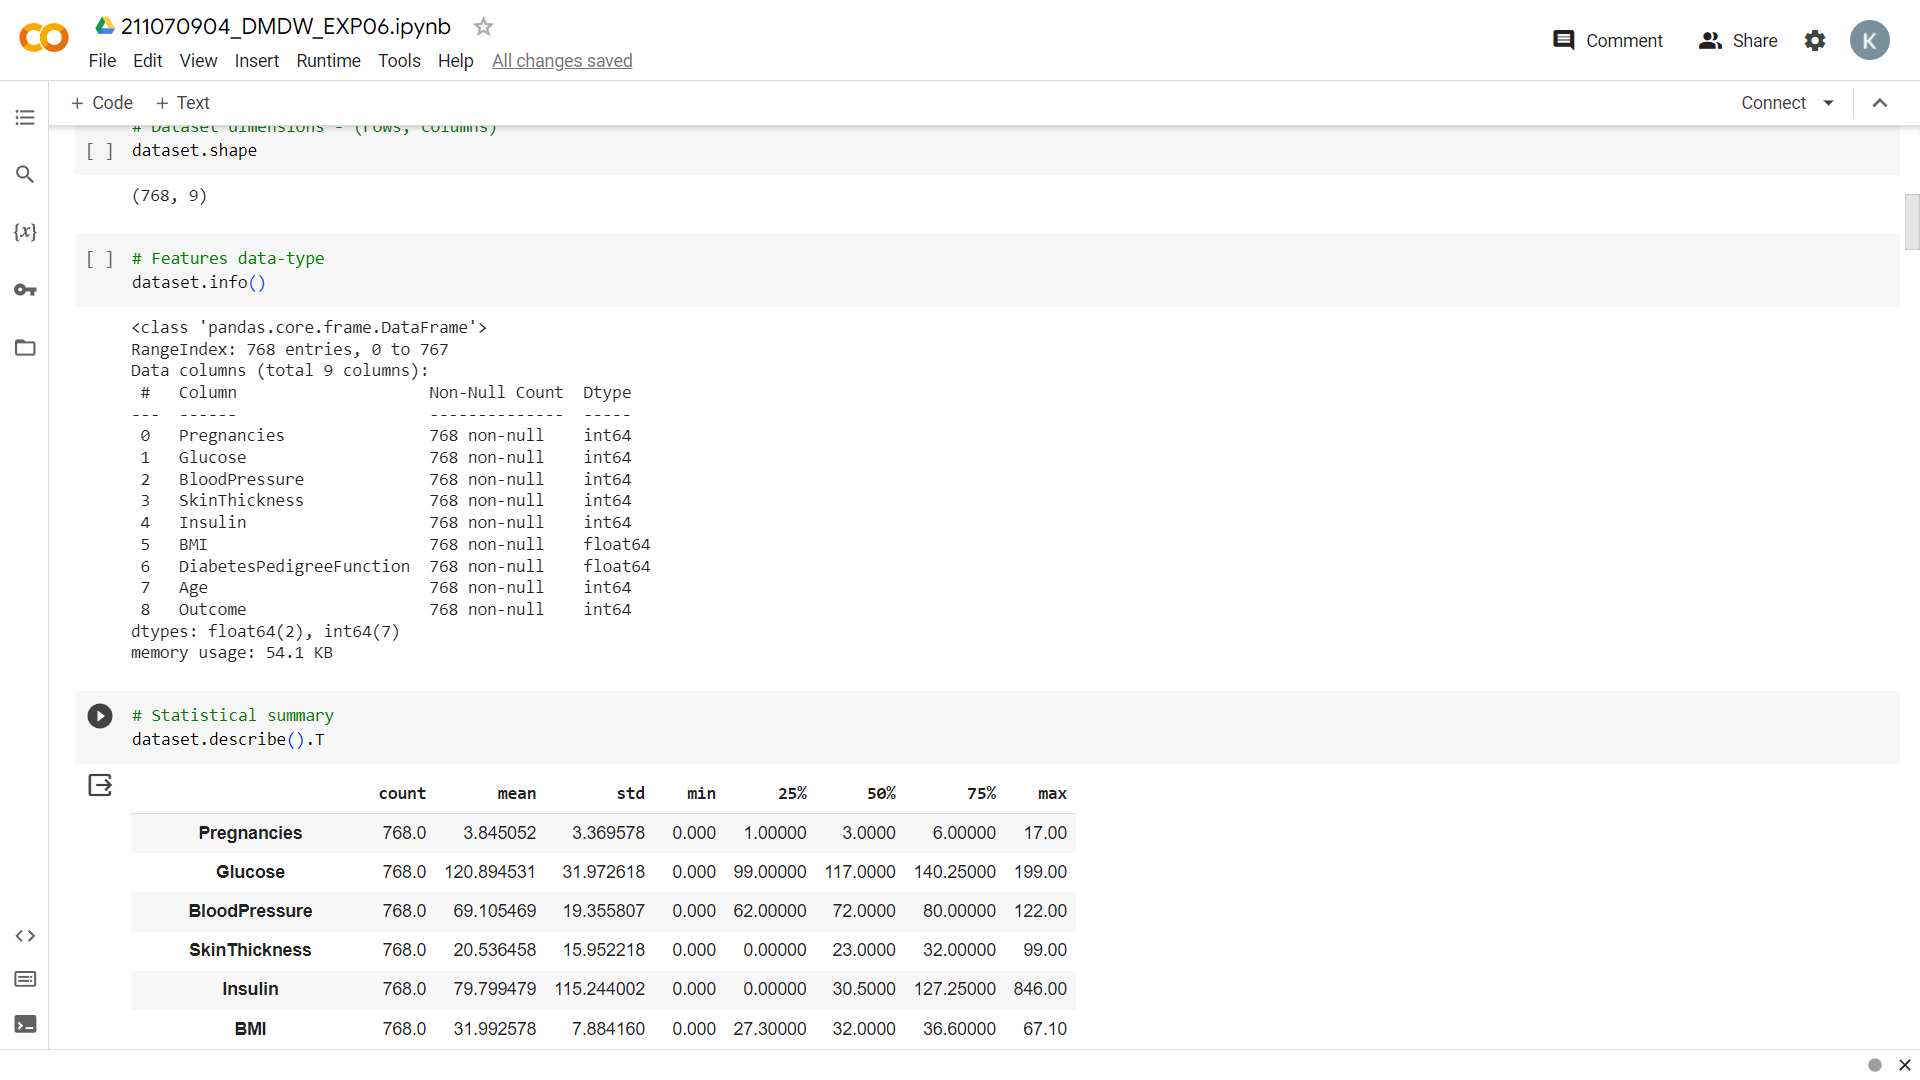 211070904_DMDW_EXP06.ipynb
File Edit View Insert Runtime Tools Help All changes saved
Comment Share K
+ Code + Text
Connect
# Dataset dimensions - (rows, columns)
[ ] dataset.shape
(768, 9)
{x}
[ ] # Features data-type
dataset.info()
<class 'pandas.core.frame.DataFrame'>
RangeIndex: 768 entries, 0 to 767
Data columns (total 9 columns):
# Column Non-Null Count Dtype
--- ------ -------------- -----
0 Pregnancies 768 non-null int64
1 Glucose 768 non-null int64
2 BloodPressure 768 non-null int64
3 SkinThickness 768 non-null int64
4 Insulin 768 non-null int64
5 BMI 768 non-null float64
6 DiabetesPedigreeFunction 768 non-null float64
7 Age 768 non-null int64
8 Outcome 768 non-null int64
dtypes: float64(2), int64(7)
memory usage: 54.1 KB
# Statistical summary
dataset.describe().T
count mean std min 25% 50% 75% max
Pregnancies 768.0 3.845052 3.369578 0.000 1.00000 3.0000 6.00000 17.00
Glucose 768.0 120.894531 31.972618 0.000 99.00000 117.0000 140.25000 199.00
BloodPressure 768.0 69.105469 19.355807 0.000 62.00000 72.0000 80.00000 122.00
SkinThickness 768.0 20.536458 15.952218 0.000 0.00000 23.0000 32.00000 99.00
Insulin 768.0 79.799479 115.244002 0.000 0.00000 30.5000 127.25000 846.00
BMI 768.0 31.992578 7.884160 0.000 27.30000 32.0000 36.60000 67.10